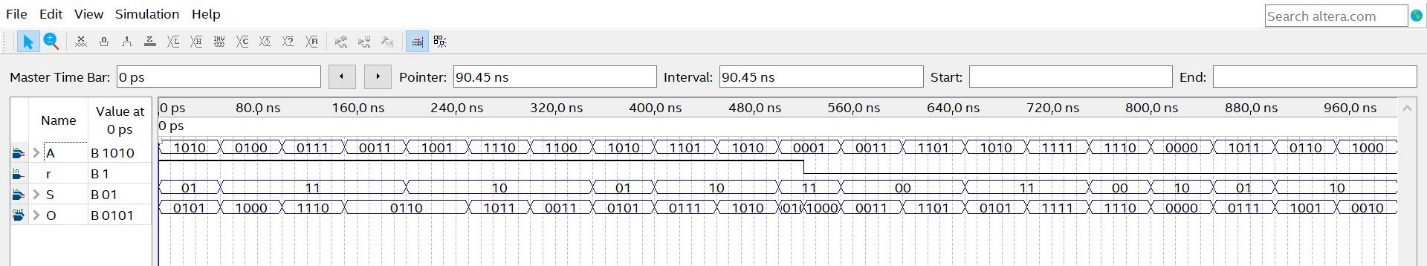 File Edit View Simulation Help
Search altera.com
Master Time Bar: 0 ps Pointer: 90.45 ns Interval: 90.45 ns Start: End:
Name Value at 0 ps
0 ps 80,0 ns 160,0 ns 240,0 ns 320,0 ns 400,0 ns 480,0 ns 560,0 ns 640,0 ns 720,0 ns 800,0 ns 880,0 ns 960,0 ns
0 ps
A B 1010 1010 0100 0111 0011 1001 1110 1100 1010 1101 1010 0001 0011 1101 1010 1111 1110 0000 1011 0110 1000
r B 1
S B 01 01 11 10 01 10 11 00 11 00 10 01 10
O B 0101 0101 1000 1110 0110 1011 0011 0101 0111 1010 010 1000 0011 1101 0101 1111 1110 0000 0111 1001 0010